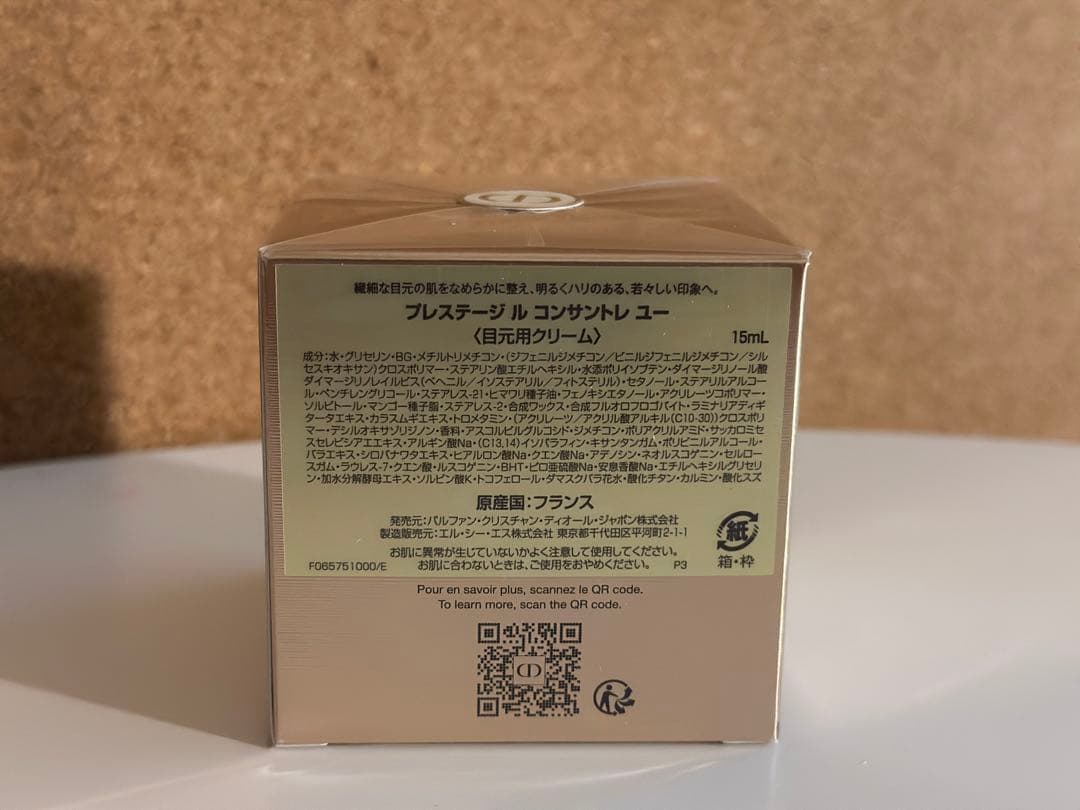 繊細な目元の肌をなめらかに整え、明るくハリのある、若々しい印象へ。
プレステージ ル コンサントレ ユー
〈目元用クリーム〉 15mL
成分：水・グリセリン・BG・メチルトリメチコン・(ジフェニルジメチコン／ビニルジフェニルジメチコン／シル
セスキオキサン)クロスポリマー・ステアリン酸エチルヘキシル・水添ポリイソブテン・ダイマージリノール酸
ダイマージリノレイルビス(ベヘニル／イソステアリル／フィトステリル)・セタノール・ステアリルアルコー
ル・ペンチレングリコール・ステアレス-21・ヒマワリ種子油・フェノキシエタノール・アクリレーツコポリマー・
ソルビトール・マンゴー種子脂・ステアレス-2・合成ワックス・合成フルオロフロゴパイト・ラミナリアディギ
タータエキス・カラスムギエキス・トロメタミン・(アクリレーツ／アクリル酸アルキル(C10-30))クロスポリ
マー・デシルオキサゾリジノン・香料・アスコルビルグルコシド・ジメチコン・ポリアクリルアミド・サッカロミセ
スセレビシアエエキス・アルギン酸Na・(C13,14)イソパラフィン・キサンタンガム・ポリビニルアルコール・
バラエキス・シロバナワタエキス・ヒアルロン酸Na・クエン酸Na・アデノシン・ネオルスコゲニン・セルロー
スガム・ラウレス-7・クエン酸・ルスコゲニン・BHT・ピロ亜硫酸Na・安息香酸Na・エチルヘキシルグリセリ
ン・加水分解酵母エキス・ソルビン酸K・トコフェロール・ダマスクバラ花水・酸化チタン・カルミン・酸化スズ
原産国：フランス
発売元：パルファン・クリスチャン・ディオール・ジャポン株式会社
製造販売元：エル・シー・エス株式会社 東京都千代田区平河町2-1-1
お肌に異常が生じていないかよく注意して使用してください。
お肌に合わないときは、ご使用をおやめください。
F065751000/E P3
紙
箱・枠
Pour en savoir plus, scannez le QR code.
To learn more, scan the QR code.
CD